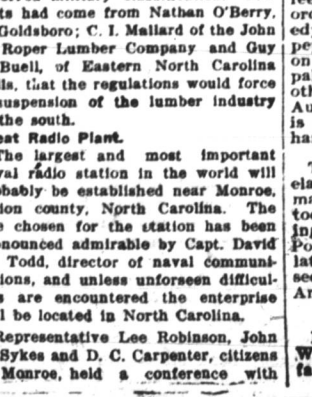 ts had come from Nathan O'Berry,
Goldsboro; C. I. Mallard of the John
Roper Lumber Company and Guy
Buell, of Eastern North Carolina
ls, that the regulations would force
suspension of the lumber industry
the south.
eat Radio Plant.
The largest and most important
val radio station in the world will
obably be established near Monroe,
ion county, North Carolina. The
e chosen for the station has been
onounced admirable by Capt. David
Todd, director of naval communi-
ions, and unless unforseen difficul-
s are encountered the enterprise
l be located in North Carolina.
Representative Lee Robinson, John
Sykes and D. C. Carpenter, citizens
Monroe, held a conference with